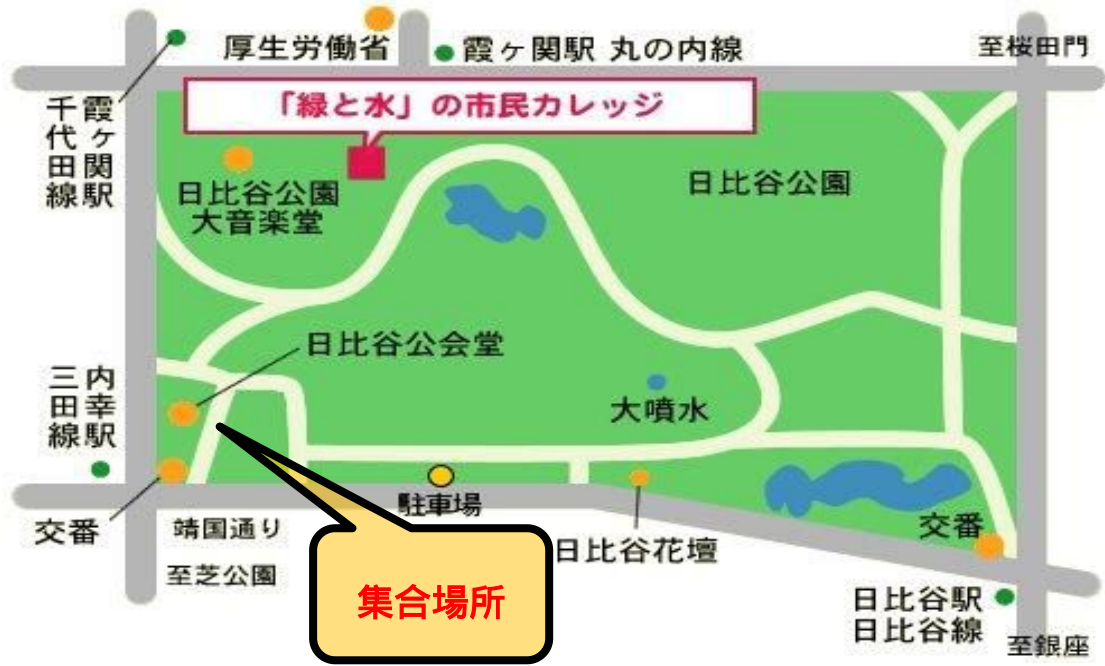 厚生労働省
霞ヶ関駅 丸の内線
至桜田門
霞ヶ関駅
千代田線
「緑と水」の市民カレッジ
日比谷公園
大音楽堂
日比谷公園
日比谷公会堂
内幸駅
三田線
大噴水
交番
靖国通り
至芝公園
駐車場
集合場所
日比谷花壇
交番
日比谷駅
日比谷線
至銀座